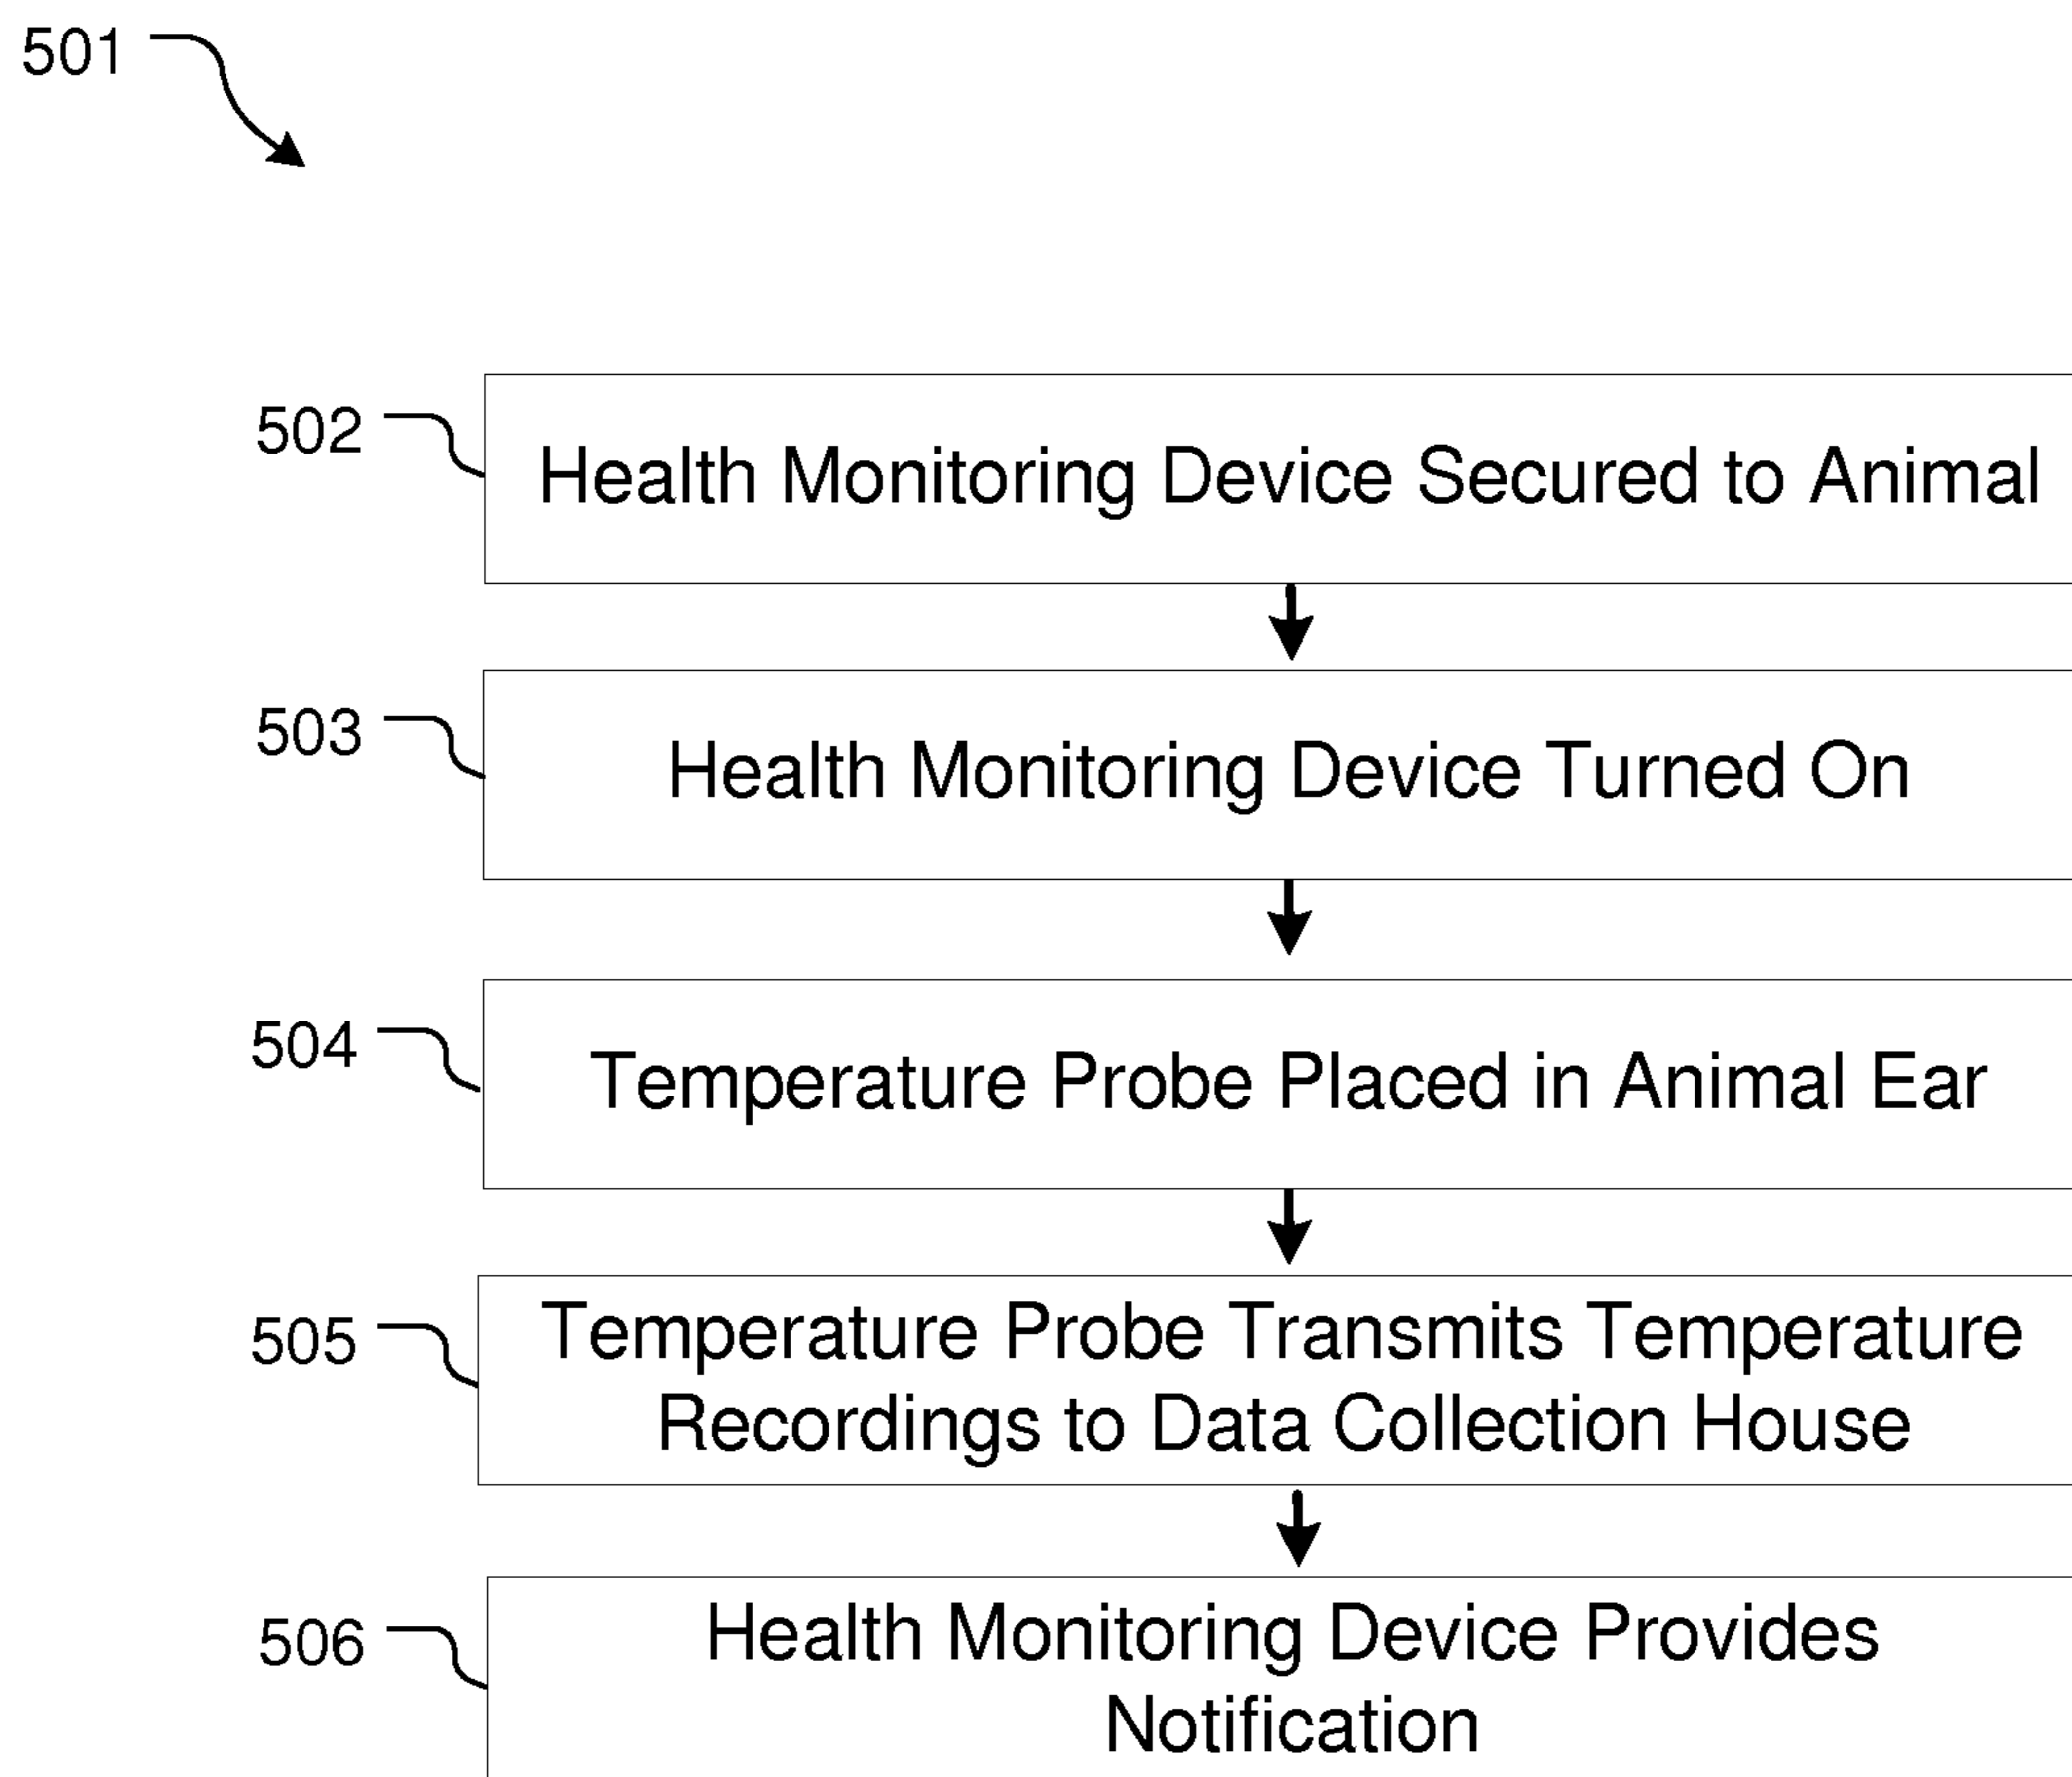 501
502
Health Monitoring Device Secured to Animal
503
Health Monitoring Device Turned On
504
Temperature Probe Placed in Animal Ear
505
Temperature Probe Transmits Temperature
Recordings to Data Collection House
506
Health Monitoring Device Provides
Notification